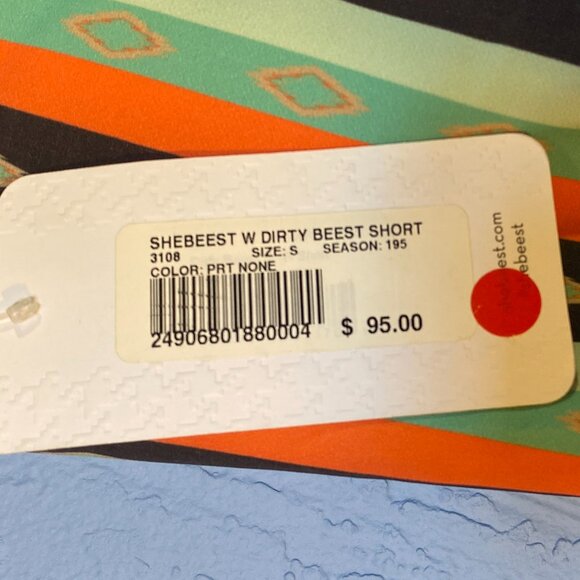 SHEBEEST W DIRTY BEEST SHORT
3108 SIZE: S SEASON: 195
COLOR: PRT NONE
24906801880004 $ 95.00